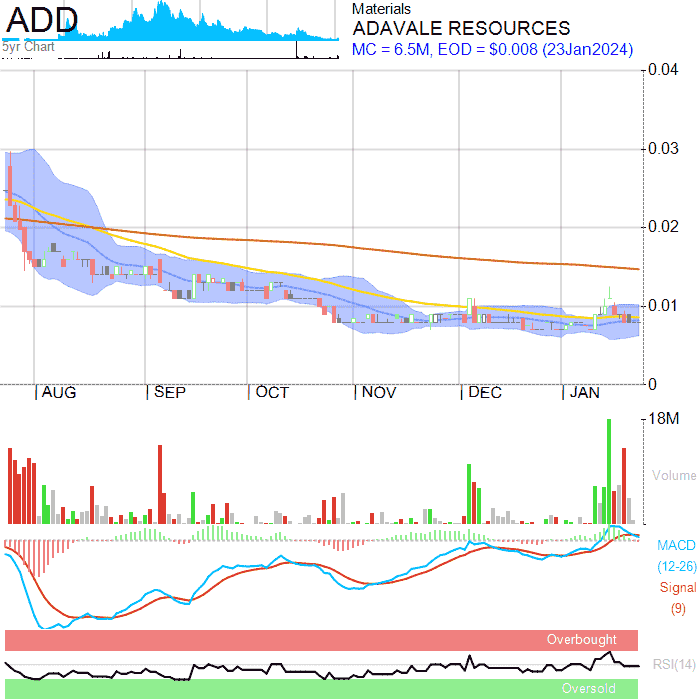 ADD
5yr Chart
Materials
ADAVALE RESOURCES
MC = 6.5M, EOD = $0.008 (23Jan2024)
0.04
0.03
0.02
0.01
0
AUG SEP OCT NOV DEC JAN
18M
Volume
MACD
(12-26)
Signal
(9)
Overbought
RSI(14)
Oversold